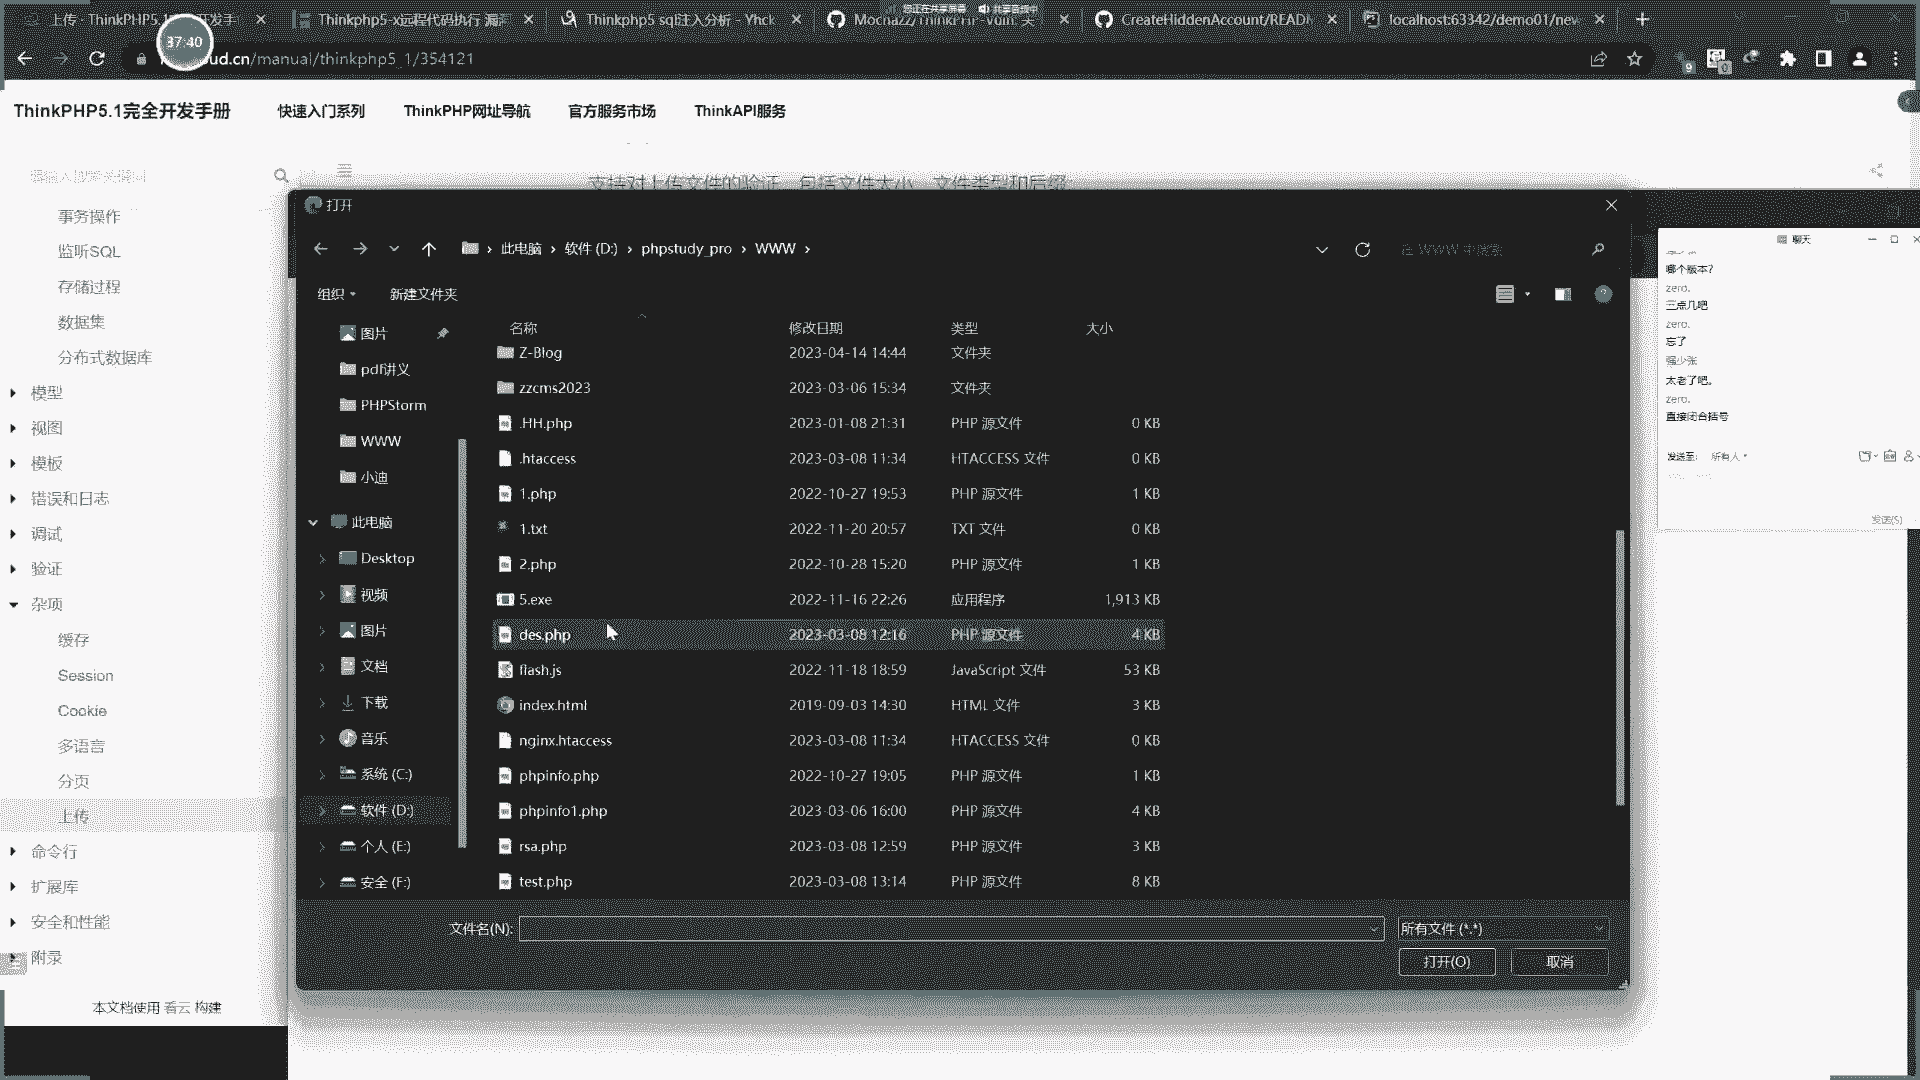 您正在共享屏幕 共享音频中
上传 · ThinkPHP5.1 开发手
Thinkphp5-x远程代码执行 漏洞
Thinkphp5 sql注入分析 - Yhck
CreateHiddenAccount/READM
localhost:63342/demo01/nev
37:40
ud.cn/manual/thinkphp5_1/354121
9
0
ThinkPHP5.1完全开发手册
快速入门系列
ThinkPHP网址导航
官方服务市场
ThinkAPI服务
支持对上传文件的验证，包括文件大小、文件类型和后缀：
事务操作
监听SQL
存储过程
数据集
分布式数据库
模型
视图
模板
错误和日志
调试
验证
杂项
缓存
Session
Cookie
多语言
分页
上传
命令行
扩展库
安全和性能
附录
本文档使用 看云 构建
打开
此电脑 › 软件 (D:) › phpstudy_pro › WWW ›
在 WWW 中搜索
组织
新建文件夹
图片
pdf讲义
PHPStorm
WWW
小迪
此电脑
Desktop
视频
图片
文档
下载
音乐
系统 (C:)
软件 (D:)
个人 (E:)
安全 (F:)
名称 修改日期 类型 大小
Z-Blog 2023-04-14 14:44 文件夹
zzcms2023 2023-03-06 15:34 文件夹
.HH.php 2023-01-08 21:31 PHP 源文件 0 KB
.htaccess 2023-03-08 11:34 HTACCESS 文件 0 KB
1.php 2022-10-27 19:53 PHP 源文件 1 KB
1.txt 2022-11-20 20:57 TXT 文件 0 KB
2.php 2022-10-28 15:20 PHP 源文件 1 KB
5.exe 2022-11-16 22:26 应用程序 1,913 KB
des.php 2023-03-08 12:16 PHP 源文件 4 KB
flash.js 2022-11-18 18:59 JavaScript 文件 53 KB
index.html 2019-09-03 14:30 HTML 文件 3 KB
nginx.htaccess 2023-03-08 11:34 HTACCESS 文件 0 KB
phpinfo.php 2022-10-27 19:05 PHP 源文件 1 KB
phpinfo1.php 2023-03-06 16:00 PHP 源文件 4 KB
rsa.php 2023-03-08 12:59 PHP 源文件 3 KB
test.php 2023-03-08 13:14 PHP 源文件 8 KB
文件名(N):
所有文件 (*.*)
打开(O)
取消
聊天
哪个版本?
zero.
三点几吧
zero.
忘了
强少张
太老了吧。
zero.
直接闭合括号
发送至: 所有人
发送(S)